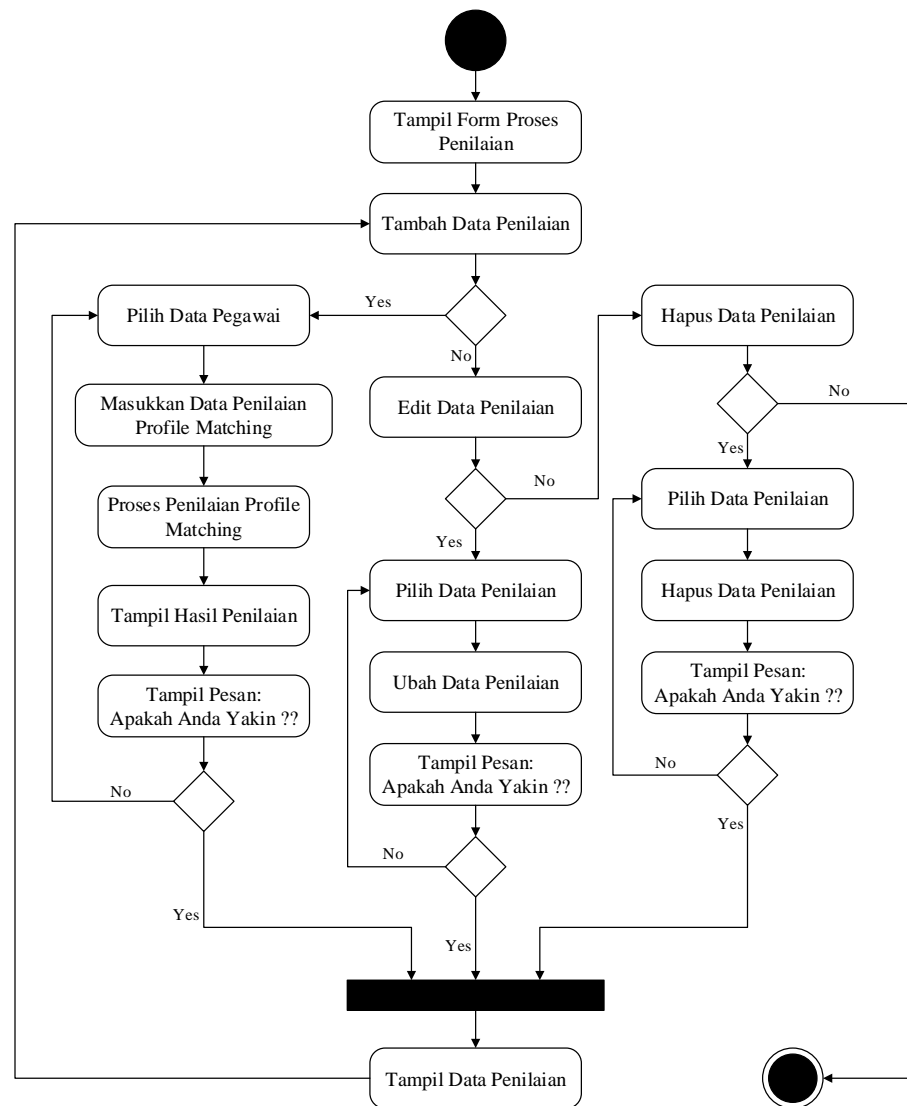 Tampil Form Proses
Penilaian
Tambah Data Penilaian
Yes
No
Pilih Data Pegawai
Masukkan Data Penilaian
Profile Matching
Proses Penilaian Profile
Matching
Tampil Hasil Penilaian
Tampil Pesan:
Apakah Anda Yakin ??
No
Yes
Edit Data Penilaian
No
Yes
Pilih Data Penilaian
Ubah Data Penilaian
Tampil Pesan:
Apakah Anda Yakin ??
No
Yes
Hapus Data Penilaian
No
Yes
Pilih Data Penilaian
Hapus Data Penilaian
Tampil Pesan:
Apakah Anda Yakin ??
No
Yes
Tampil Data Penilaian